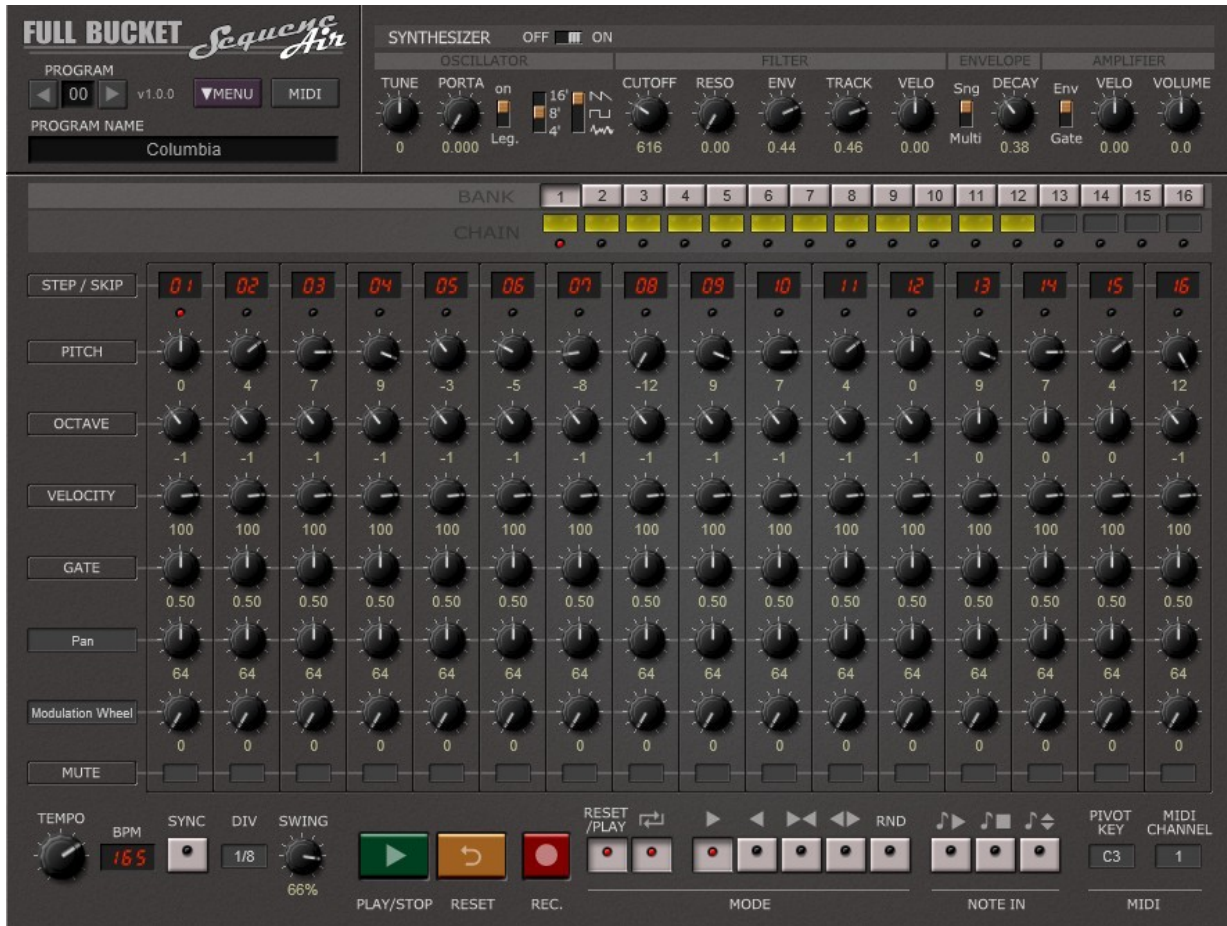 FULL BUCKET SequencAir
PROGRAM
00 v1.0.0 ▼MENU MIDI
PROGRAM NAME
Columbia
SYNTHESIZER OFF ON
OSCILLATOR FILTER ENVELOPE AMPLIFIER
TUNE PORTA on 16' CUTOFF RESO ENV TRACK VELO Sng DECAY Env VELO VOLUME
8'
4'
Leg. Multi Gate
0 0.000 616 0.00 0.44 0.46 0.00 0.38 0.00 0.0
BANK 1 2 3 4 5 6 7 8 9 10 11 12 13 14 15 16
CHAIN
STEP / SKIP 01 02 03 04 05 06 07 08 09 10 11 12 13 14 15 16
PITCH
0 4 7 9 -3 -5 -8 -12 9 7 4 0 9 7 4 12
OCTAVE
-1 -1 -1 -1 -1 -1 -1 -1 -1 -1 -1 -1 0 0 0 -1
VELOCITY
100 100 100 100 100 100 100 100 100 100 100 100 100 100 100 100
GATE
0.50 0.50 0.50 0.50 0.50 0.50 0.50 0.50 0.50 0.50 0.50 0.50 0.50 0.50 0.50 0.50
Pan
64 64 64 64 64 64 64 64 64 64 64 64 64 64 64 64
Modulation Wheel
0 0 0 0 0 0 0 0 0 0 0 0 0 0 0 0
MUTE
TEMPO BPM SYNC DIV SWING RESET /PLAY RND PIVOT KEY MIDI CHANNEL
165 1/8 C3 1
66%
PLAY/STOP RESET REC. MODE NOTE IN MIDI